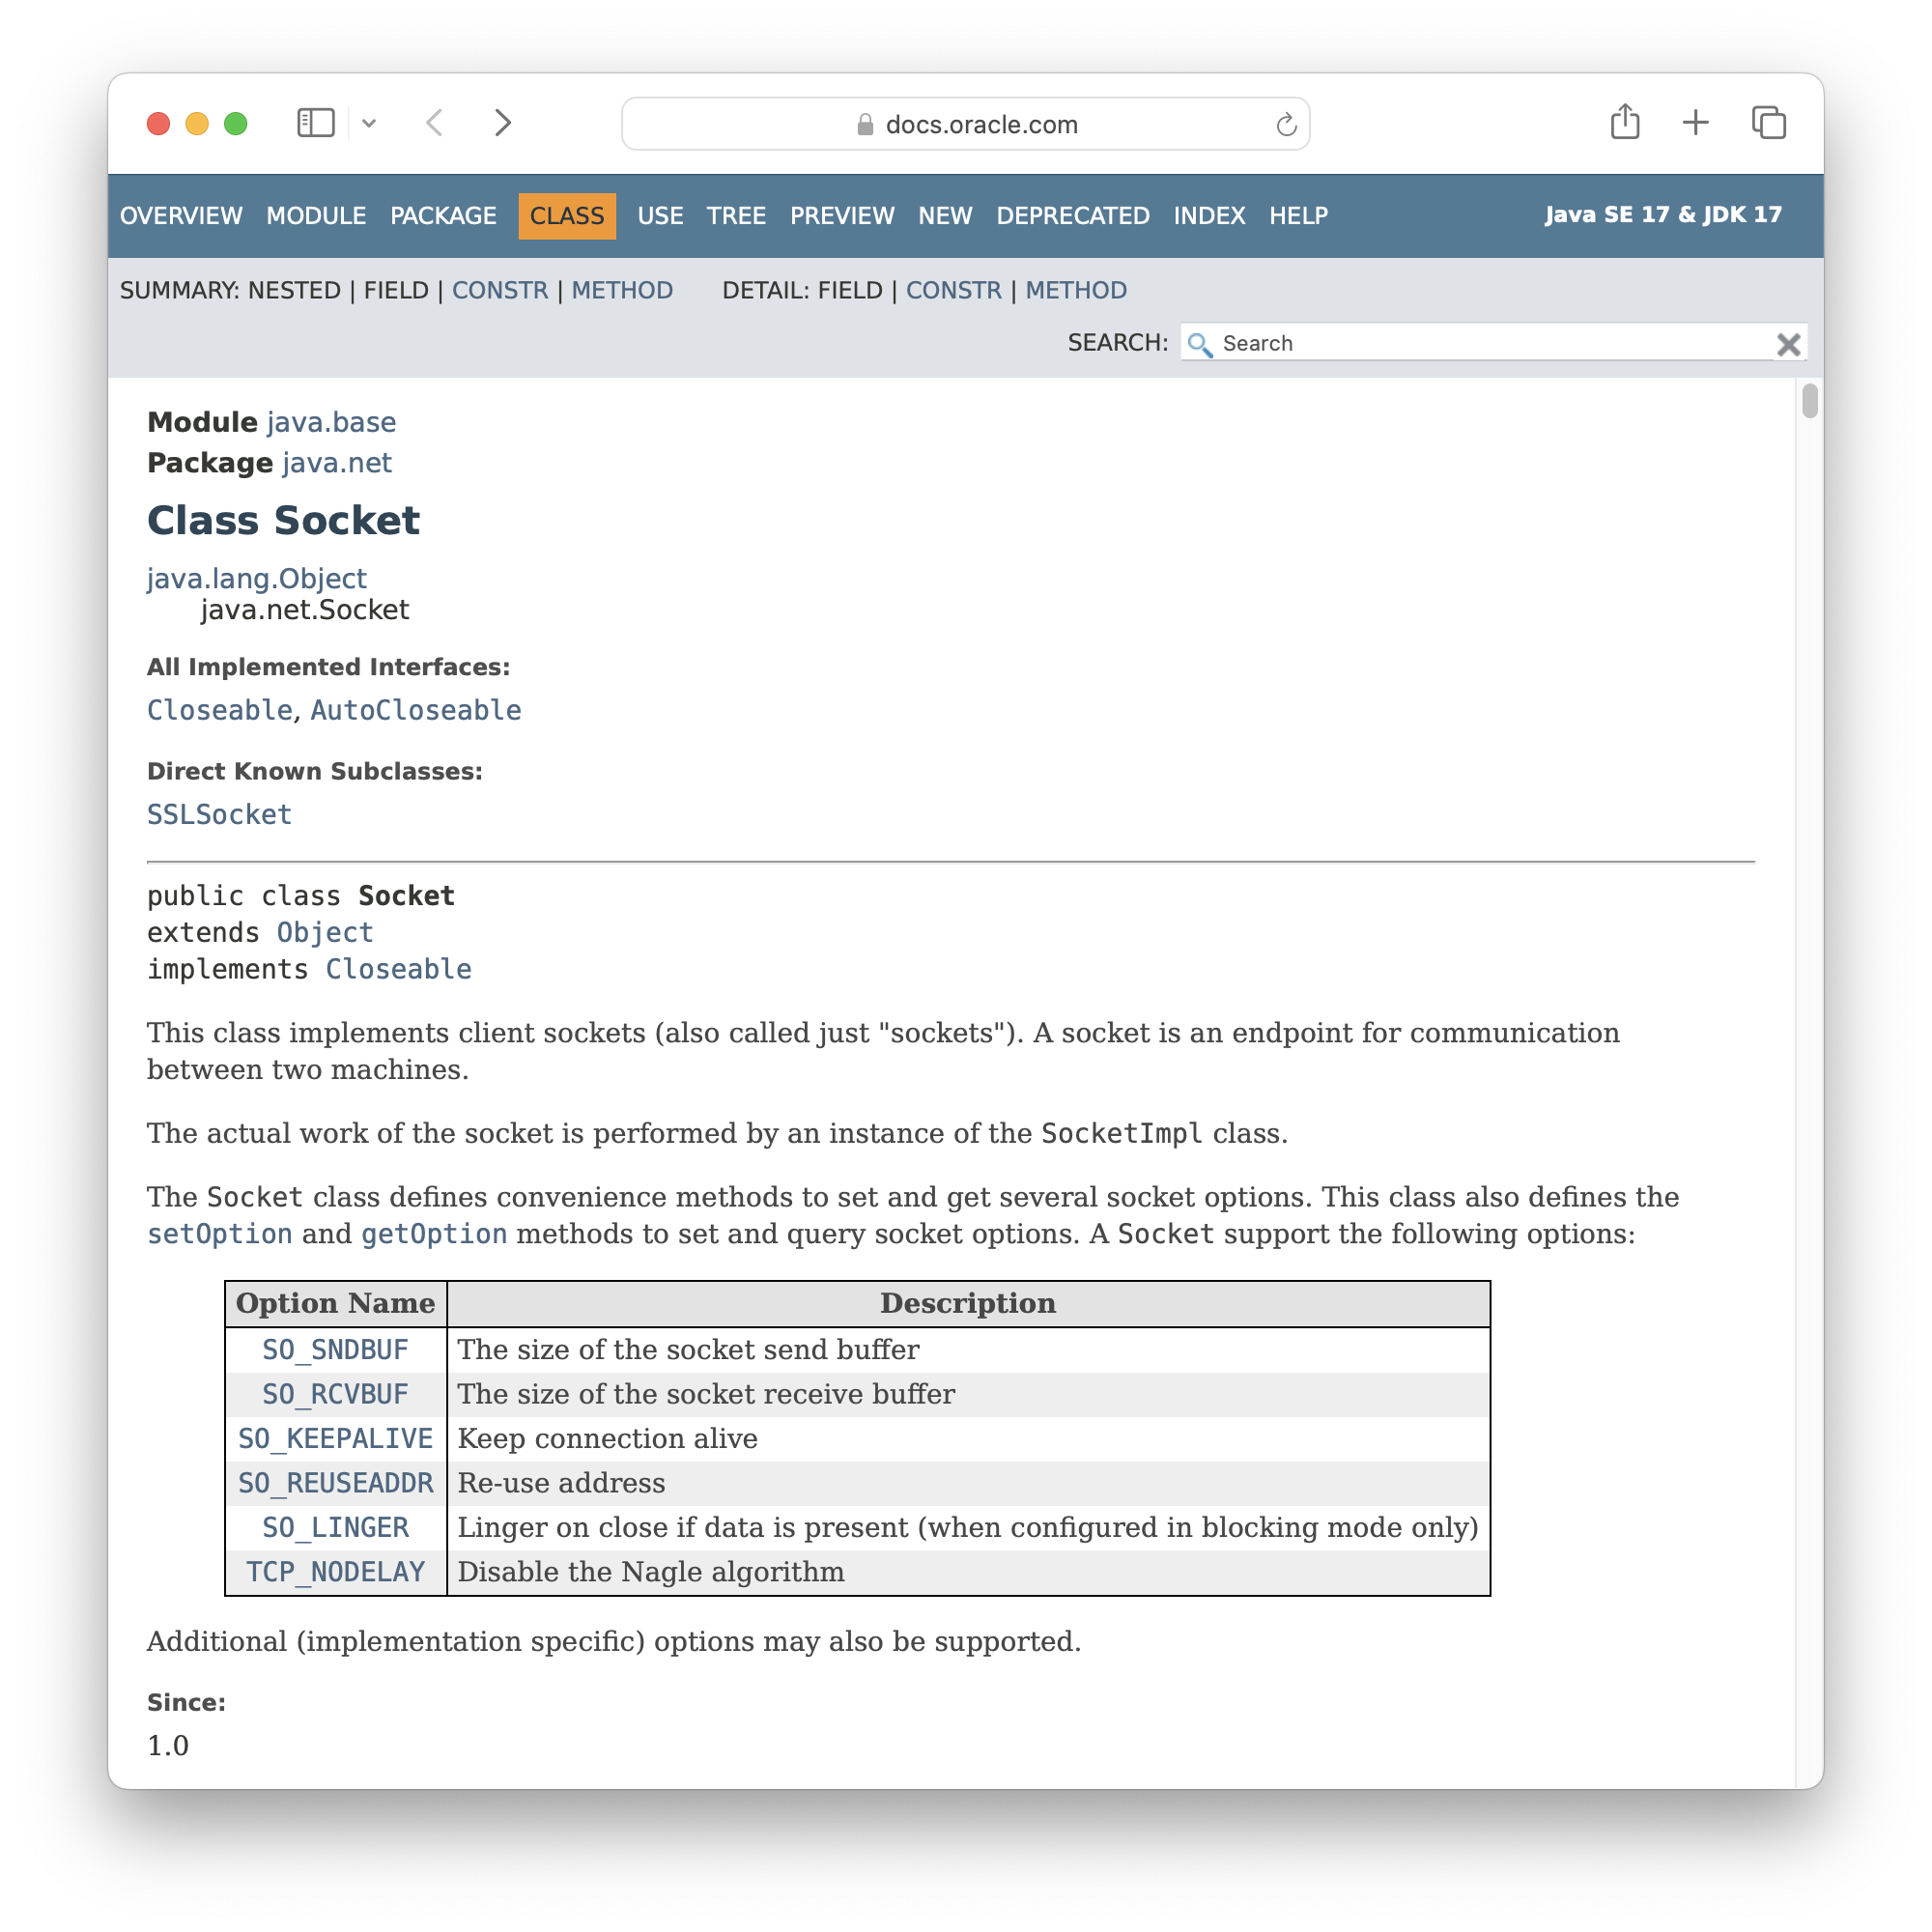 docs.oracle.com
OVERVIEW MODULE PACKAGE CLASS USE TREE PREVIEW NEW DEPRECATED INDEX HELP Java SE 17 & JDK 17
SUMMARY: NESTED | FIELD | CONSTR | METHOD DETAIL: FIELD | CONSTR | METHOD
SEARCH: Search
Module java.base
Package java.net
Class Socket
java.lang.Object
java.net.Socket
All Implemented Interfaces:
Closeable, AutoCloseable
Direct Known Subclasses:
SSLSocket
public class Socket
extends Object
implements Closeable
This class implements client sockets (also called just "sockets"). A socket is an endpoint for communication
between two machines.
The actual work of the socket is performed by an instance of the SocketImpl class.
The Socket class defines convenience methods to set and get several socket options. This class also defines the
setOption and getOption methods to set and query socket options. A Socket support the following options:
Option Name Description
SO_SNDBUF The size of the socket send buffer
SO_RCVBUF The size of the socket receive buffer
SO_KEEPALIVE Keep connection alive
SO_REUSEADDR Re-use address
SO_LINGER Linger on close if data is present (when configured in blocking mode only)
TCP_NODELAY Disable the Nagle algorithm
Additional (implementation specific) options may also be supported.
Since:
1.0